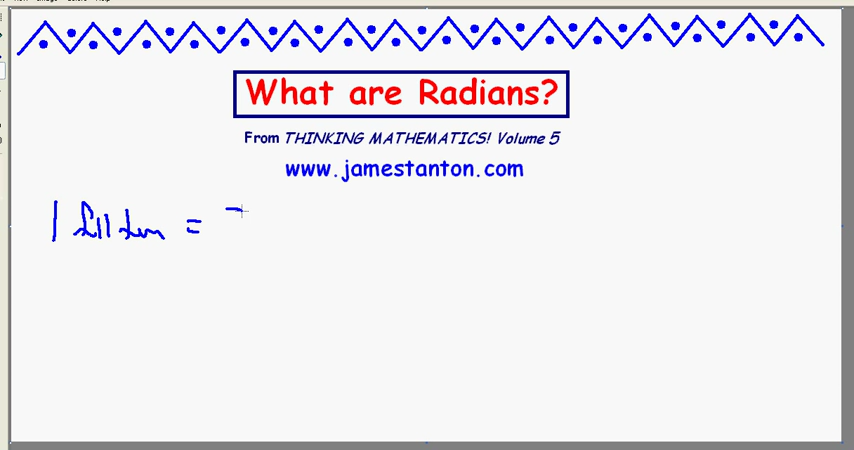 What are Radians?
From THINKING MATHEMATICS! Volume 5
www.jamestanton.com
1 full turn =